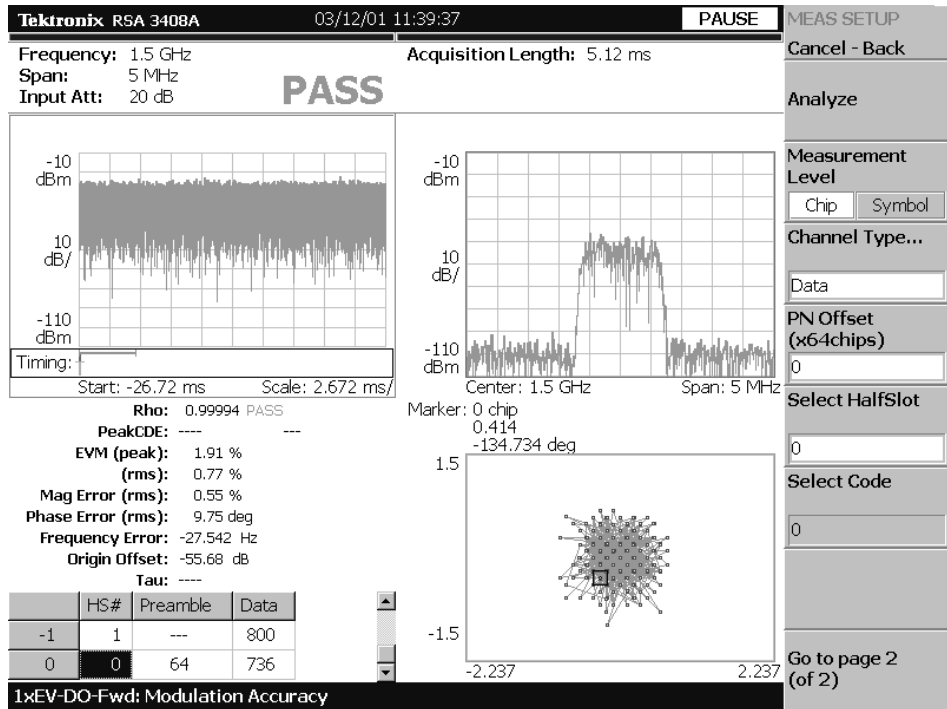 Tektronix RSA 3408A 03/12/01 11:39:37 PAUSE
Frequency: 1.5 GHz
Span: 5 MHz
Input Att: 20 dB
PASS
Acquisition Length: 5.12 ms
-10
dBm
10
dB/
-110
dBm
Timing:
Start: -26.72 ms Scale: 2.672 ms/
-10
dBm
10
dB/
-110
dBm
Center: 1.5 GHz Span: 5 MHz
Rho: 0.99994 PASS
PeakCDE: ---- ---
EVM (peak): 1.91 %
(rms): 0.77 %
Mag Error (rms): 0.55 %
Phase Error (rms): 9.75 deg
Frequency Error: -27.542 Hz
Origin Offset: -55.68 dB
Tau: ----
HS# Preamble Data
-1 1 --- 800
0 0 64 736
Marker: 0 chip
0.414
-134.734 deg
1.5
-1.5
-2.237 2.237
1xEV-DO-Fwd: Modulation Accuracy
MEAS SETUP
Cancel - Back
Analyze
Measurement
Level
Chip Symbol
Channel Type...
Data
PN Offset
(x64chips)
0
Select HalfSlot
0
Select Code
0
Go to page 2
(of 2)